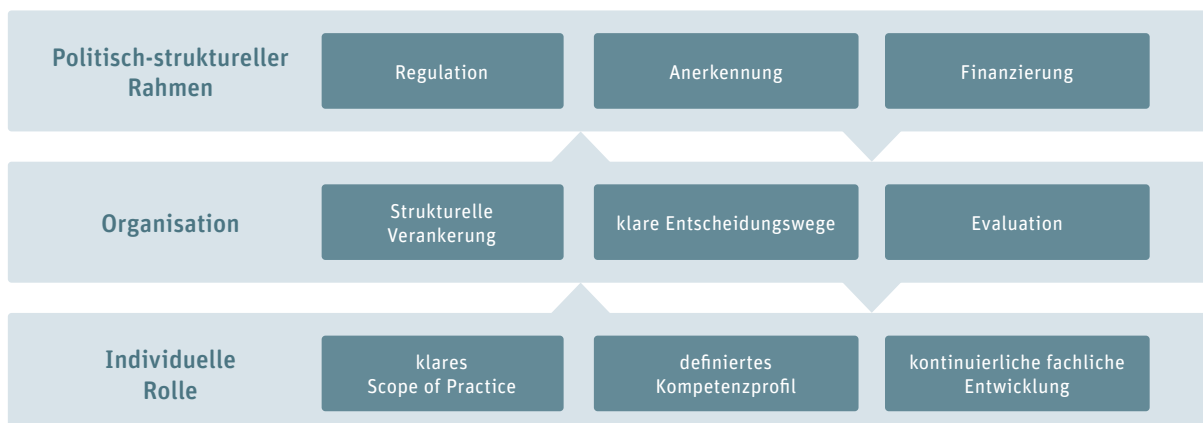 Politisch-struktureller
Rahmen
Regulation
Anerkennung
Finanzierung
Organisation
Strukturelle
Verankerung
klare Entscheidungswege
Evaluation
Individuelle
Rolle
klares
Scope of Practice
definiertes
Kompetenzprofil
kontinuierliche fachliche
Entwicklung